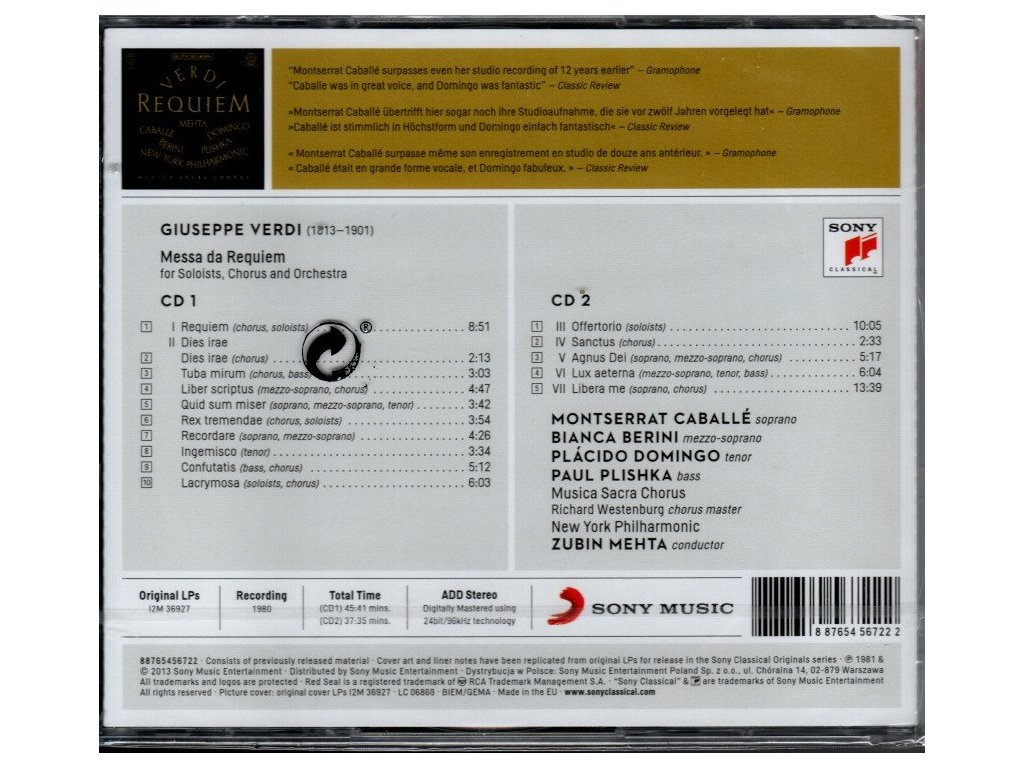 VERDI
REQUIEM
MEHTA
CABALLE DOMINGO
BERINI PLISHKA
NEW YORK PHILHARMONIC
“Montserrat Caballé surpasses even her studio recording of 12 years earlier” – Gramophone
“Caballe was in great voice, and Domingo was fantastic” – Classic Review
»Montserrat Caballé übertrifft hier sogar noch ihre Studioaufnahme, die sie vor zwölf Jahren vorgelegt hat« – Gramophone
»Caballé ist stimmlich in Höchstform und Domingo einfach fantastisch« – Classic Review
« Montserrat Caballé surpasse même son enregistrement en studio de douze ans antérieur. » – Gramophone
« Caballé était en grande forme vocale, et Domingo fabuleux. » – Classic Review
GIUSEPPE VERDI (1813–1901)
Messa da Requiem
for Soloists, Chorus and Orchestra
CD 1
1 I Requiem (chorus, soloists) 8:51
II Dies irae
2 Dies irae (chorus) 2:13
3 Tuba mirum (chorus, bass) 3:03
4 Liber scriptus (mezzo-soprano, chorus) 4:47
5 Quid sum miser (soprano, mezzo-soprano, tenor) 3:42
6 Rex tremendae (chorus, soloists) 3:54
7 Recordare (soprano, mezzo-soprano) 4:26
8 Ingemisco (tenor) 3:34
9 Confutatis (bass, chorus) 5:12
10 Lacrymosa (soloists, chorus) 6:03
®
SONY
CLASSICAL
CD 2
1 III Offertorio (soloists) 10:05
2 IV Sanctus (chorus) 2:33
3 V Agnus Dei (soprano, mezzo-soprano, chorus) 5:17
4 VI Lux aeterna (mezzo-soprano, tenor, bass) 6:04
5 VII Libera me (soprano, chorus) 13:39
MONTSERRAT CABALLÉ soprano
BIANCA BERINI mezzo-soprano
PLÁCIDO DOMINGO tenor
PAUL PLISHKA bass
Musica Sacra Chorus
Richard Westenburg chorus master
New York Philharmonic
ZUBIN MEHTA conductor
Original LPs
I2M 36927
Recording
1980
Total Time
(CD1) 45:41 mins.
(CD2) 37:35 mins.
ADD Stereo
Digitally Mastered using
24bit/96kHz technology
SONY MUSIC
8 87654 56722 2
88765456722 · Consists of previously released material · Cover art and liner notes have been replicated from original LPs for release in the Sony Classical Originals series · ℗ 1981 &
© 2013 Sony Music Entertainment · Distributed by Sony Music Entertainment · Dystrybucja w Polsce: Sony Music Entertainment Poland Sp. z o.o., ul. Chóralna 14, 02-879 Warszawa
All trademarks and logos are protected · Red Seal is a registered trademark of RCA Trademark Management S.A. · “Sony Classical” & are trademarks of Sony Music Entertainment
All rights reserved · Picture cover: original cover LPs I2M 36927 · LC 06868 · BIEM/GEMA · Made in the EU · www.sonyclassical.com